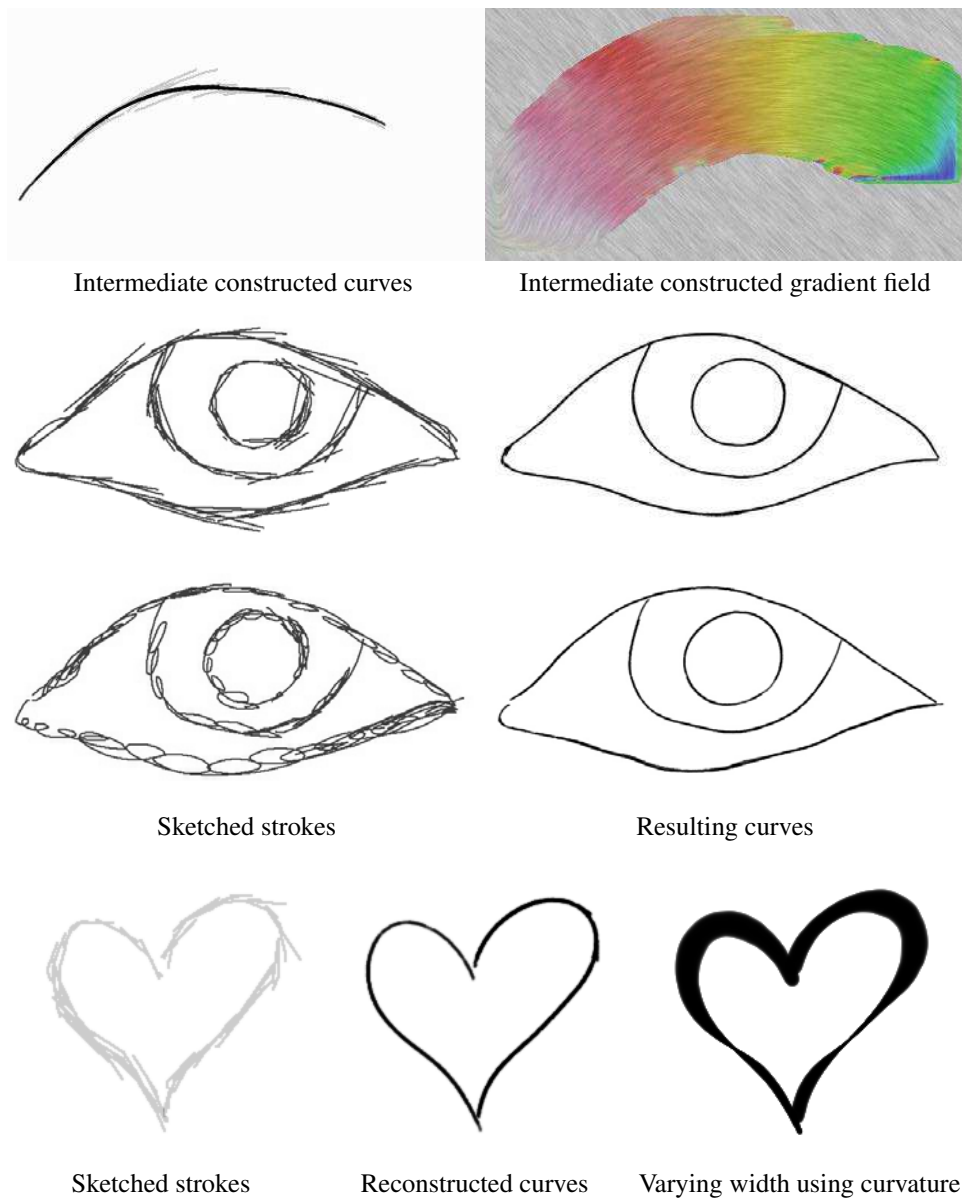 Intermediate constructed curves
Intermediate constructed gradient field
Sketched strokes
Resulting curves
Sketched strokes
Reconstructed curves
Varying width using curvature